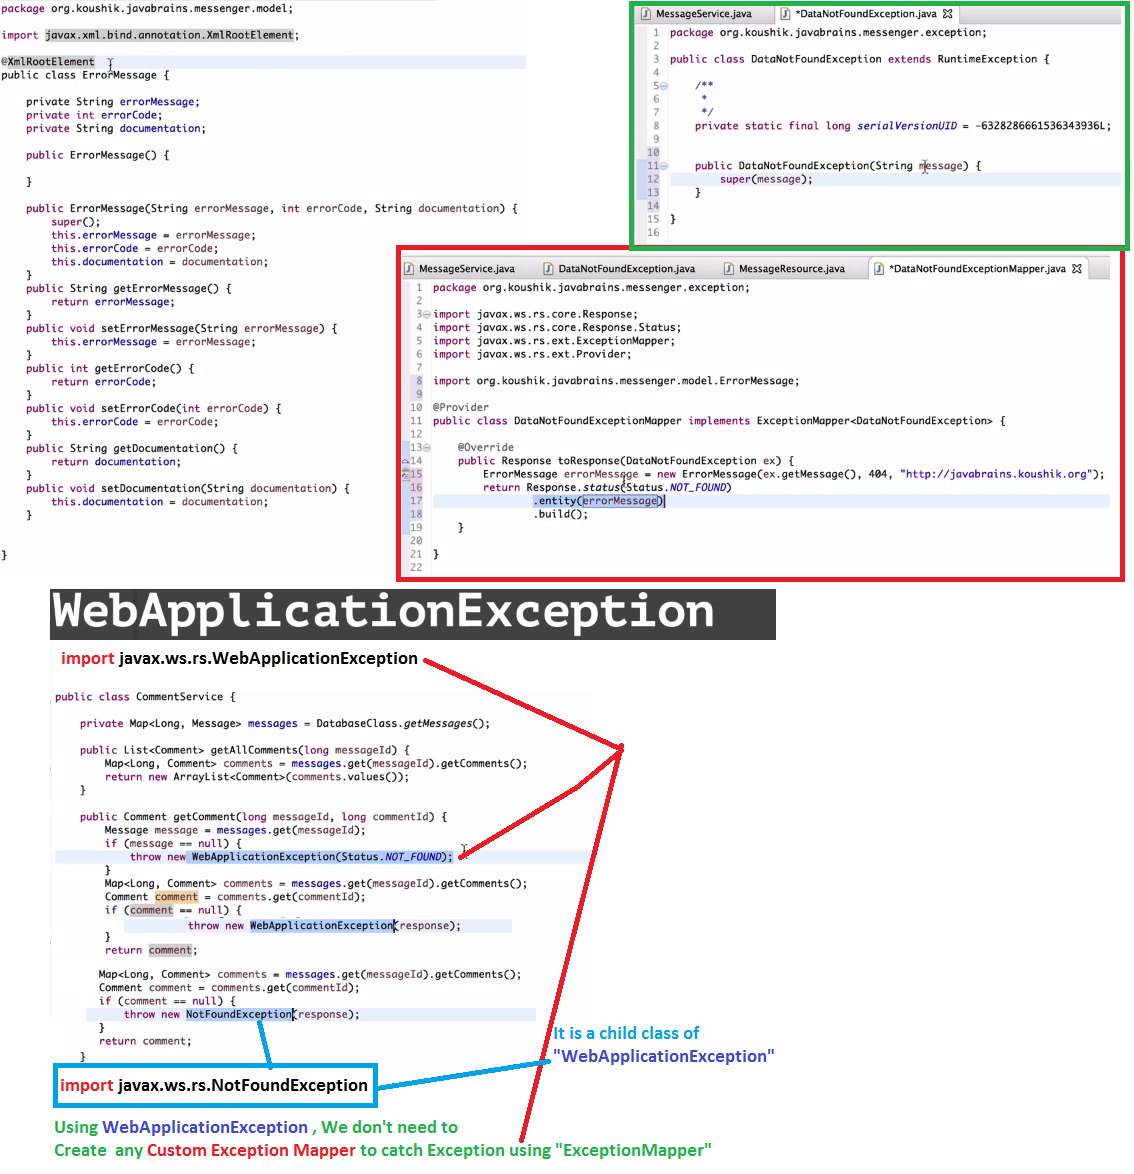 package org.koushik.javabrains.messenger.model;
import javax.xml.bind.annotation.XmlRootElement;
@XmlRootElement
public class ErrorMessage {
private String errorMessage;
private int errorCode;
private String documentation;
public ErrorMessage() {
}
public ErrorMessage(String errorMessage, int errorCode, String documentation) {
super();
this.errorMessage = errorMessage;
this.errorCode = errorCode;
this.documentation = documentation;
}
public String getErrorMessage() {
return errorMessage;
}
public void setErrorMessage(String errorMessage) {
this.errorMessage = errorMessage;
}
public int getErrorCode() {
return errorCode;
}
public void setErrorCode(int errorCode) {
this.errorCode = errorCode;
}
public String getDocumentation() {
return documentation;
}
public void setDocumentation(String documentation) {
this.documentation = documentation;
}
}
MessageService.java *DataNotFoundException.java
1 package org.koushik.javabrains.messenger.exception;
2
3 public class DataNotFoundException extends RuntimeException {
4
5 /**
6 *
7 */
8 private static final long serialVersionUID = -6328286661536343936L;
9
10
11 public DataNotFoundException(String message) {
12 super(message);
13 }
14
15 }
16
MessageService.java DataNotFoundException.java MessageResource.java *DataNotFoundExceptionMapper.java
1 package org.koushik.javabrains.messenger.exception;
2
3 import javax.ws.rs.core.Response;
4 import javax.ws.rs.core.Response.Status;
5 import javax.ws.rs.ext.ExceptionMapper;
6 import javax.ws.rs.ext.Provider;
7
8 import org.koushik.javabrains.messenger.model.ErrorMessage;
9
10 @Provider
11 public class DataNotFoundExceptionMapper implements ExceptionMapper<DataNotFoundException> {
12
13 @Override
14 public Response toResponse(DataNotFoundException ex) {
15 ErrorMessage errorMessage = new ErrorMessage(ex.getMessage(), 404, "http://javabrains.koushik.org");
16 return Response.status(Status.NOT_FOUND)
17 .entity(errorMessage)
18 .build();
19 }
20
21 }
22
WebApplicationException
import javax.ws.rs.WebApplicationException
public class CommentService {
private Map<Long, Message> messages = DatabaseClass.getMessages();
public List<Comment> getAllComments(long messageId) {
Map<Long, Comment> comments = messages.get(messageId).getComments();
return new ArrayList<Comment>(comments.values());
}
public Comment getComment(long messageId, long commentId) {
Message message = messages.get(messageId);
if (message == null) {
throw new WebApplicationException(Status.NOT_FOUND);
}
Map<Long, Comment> comments = messages.get(messageId).getComments();
Comment comment = comments.get(commentId);
if (comment == null) {
throw new WebApplicationException(response);
}
return comment;
Map<Long, Comment> comments = messages.get(messageId).getComments();
Comment comment = comments.get(commentId);
if (comment == null) {
throw new NotFoundException(response);
}
return comment;
}
It is a child class of
"WebApplicationException"
import javax.ws.rs.NotFoundException
Using WebApplicationException , We don't need to
Create any Custom Exception Mapper to catch Exception using "ExceptionMapper"